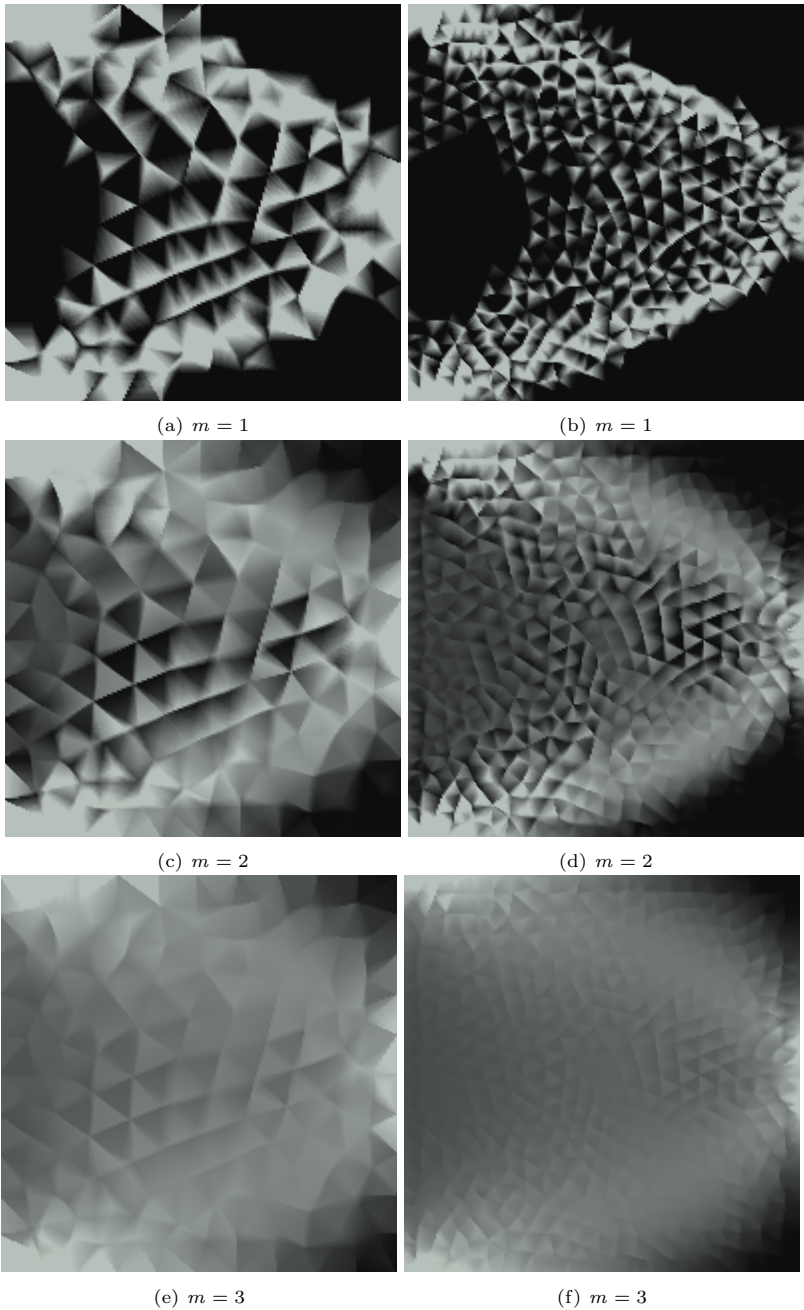 (a) m = 1
(b) m = 1
(c) m = 2
(d) m = 2
(e) m = 3
(f) m = 3